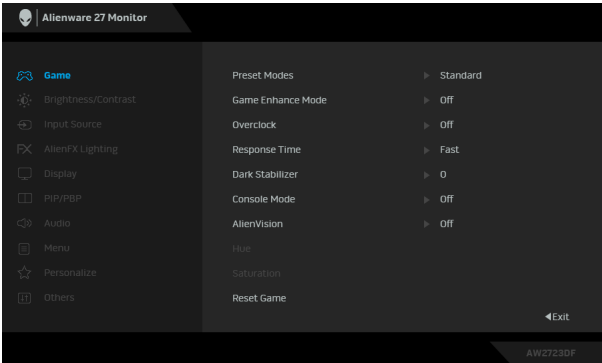 Alienware 27 Monitor
Game
Brightness/Contrast
Input Source
AlienFX Lighting
Display
PIP/PBP
Audio
Menu
Personalize
Others
Preset Modes Standard
Game Enhance Mode Off
Overclock Off
Response Time Fast
Dark Stabilizer 0
Console Mode Off
AlienVision Off
Hue
Saturation
Reset Game
Exit
AW2723DF